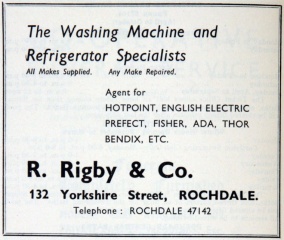 The Washing Machine and
Refrigerator Specialists
All Makes Supplied. Any Make Repaired.
Agent for
HOTPOINT, ENGLISH ELECTRIC
PREFECT, FISHER, ADA, THOR
BENDIX, ETC.
R. Rigby & Co.
132 Yorkshire Street, ROCHDALE.
Telephone : ROCHDALE 47142